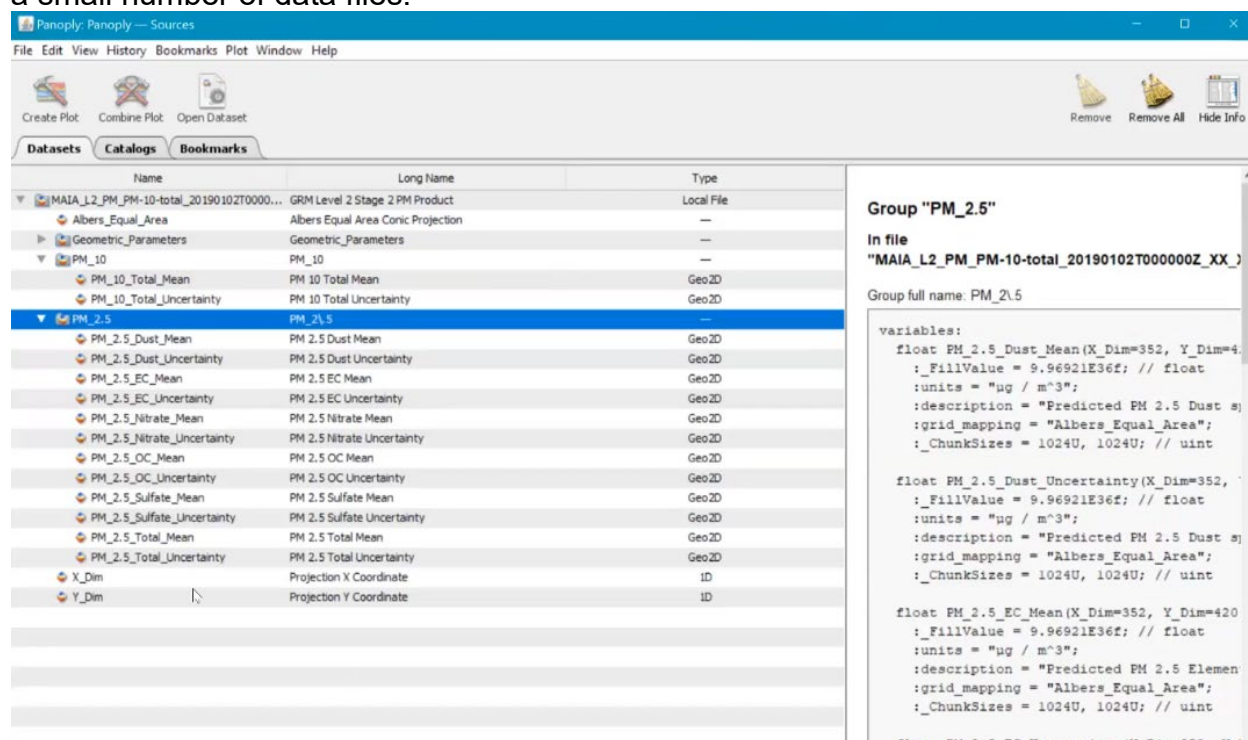 a small number of data files.
Panoply: Panoply — Sources
File Edit View History Bookmarks Plot Window Help
Create Plot Combine Plot Open Dataset Remove Remove All Hide Info
Datasets Catalogs Bookmarks
Name Long Name Type
MAIA_L2_PM_PM-10-total_20190102T0000... GRM Level 2 Stage 2 PM Product Local File
Albers_Equal_Area Albers Equal Area Conic Projection —
Geometric_Parameters Geometric_Parameters —
PM_10 PM_10 —
PM_10_Total_Mean PM 10 Total Mean Geo2D
PM_10_Total_Uncertainty PM 10 Total Uncertainty Geo2D
PM_2.5 PM_2\.5 —
PM_2.5_Dust_Mean PM 2.5 Dust Mean Geo2D
PM_2.5_Dust_Uncertainty PM 2.5 Dust Uncertainty Geo2D
PM_2.5_EC_Mean PM 2.5 EC Mean Geo2D
PM_2.5_EC_Uncertainty PM 2.5 EC Uncertainty Geo2D
PM_2.5_Nitrate_Mean PM 2.5 Nitrate Mean Geo2D
PM_2.5_Nitrate_Uncertainty PM 2.5 Nitrate Uncertainty Geo2D
PM_2.5_OC_Mean PM 2.5 OC Mean Geo2D
PM_2.5_OC_Uncertainty PM 2.5 OC Uncertainty Geo2D
PM_2.5_Sulfate_Mean PM 2.5 Sulfate Mean Geo2D
PM_2.5_Sulfate_Uncertainty PM 2.5 Sulfate Uncertainty Geo2D
PM_2.5_Total_Mean PM 2.5 Total Mean Geo2D
PM_2.5_Total_Uncertainty PM 2.5 Total Uncertainty Geo2D
X_Dim Projection X Coordinate 1D
Y_Dim Projection Y Coordinate 1D
Group "PM_2.5"
In file
"MAIA_L2_PM_PM-10-total_20190102T000000Z_XX_
Group full name: PM_2\.5
variables:
float PM_2.5_Dust_Mean(X_Dim=352, Y_Dim=4
:_FillValue = 9.96921E36f; // float
:units = "μg / m^3";
:description = "Predicted PM 2.5 Dust
:grid_mapping = "Albers_Equal_Area";
:_ChunkSizes = 1024U, 1024U; // uint
float PM_2.5_Dust_Uncertainty(X_Dim=352,
:_FillValue = 9.96921E36f; // float
:units = "μg / m^3";
:description = "Predicted PM 2.5 Dust
:grid_mapping = "Albers_Equal_Area";
:_ChunkSizes = 1024U, 1024U; // uint
float PM_2.5_EC_Mean(X_Dim=352, Y_Dim=420
:_FillValue = 9.96921E36f; // float
:units = "μg / m^3";
:description = "Predicted PM 2.5 Elemen
:grid_mapping = "Albers_Equal_Area";
:_ChunkSizes = 1024U, 1024U; // uint